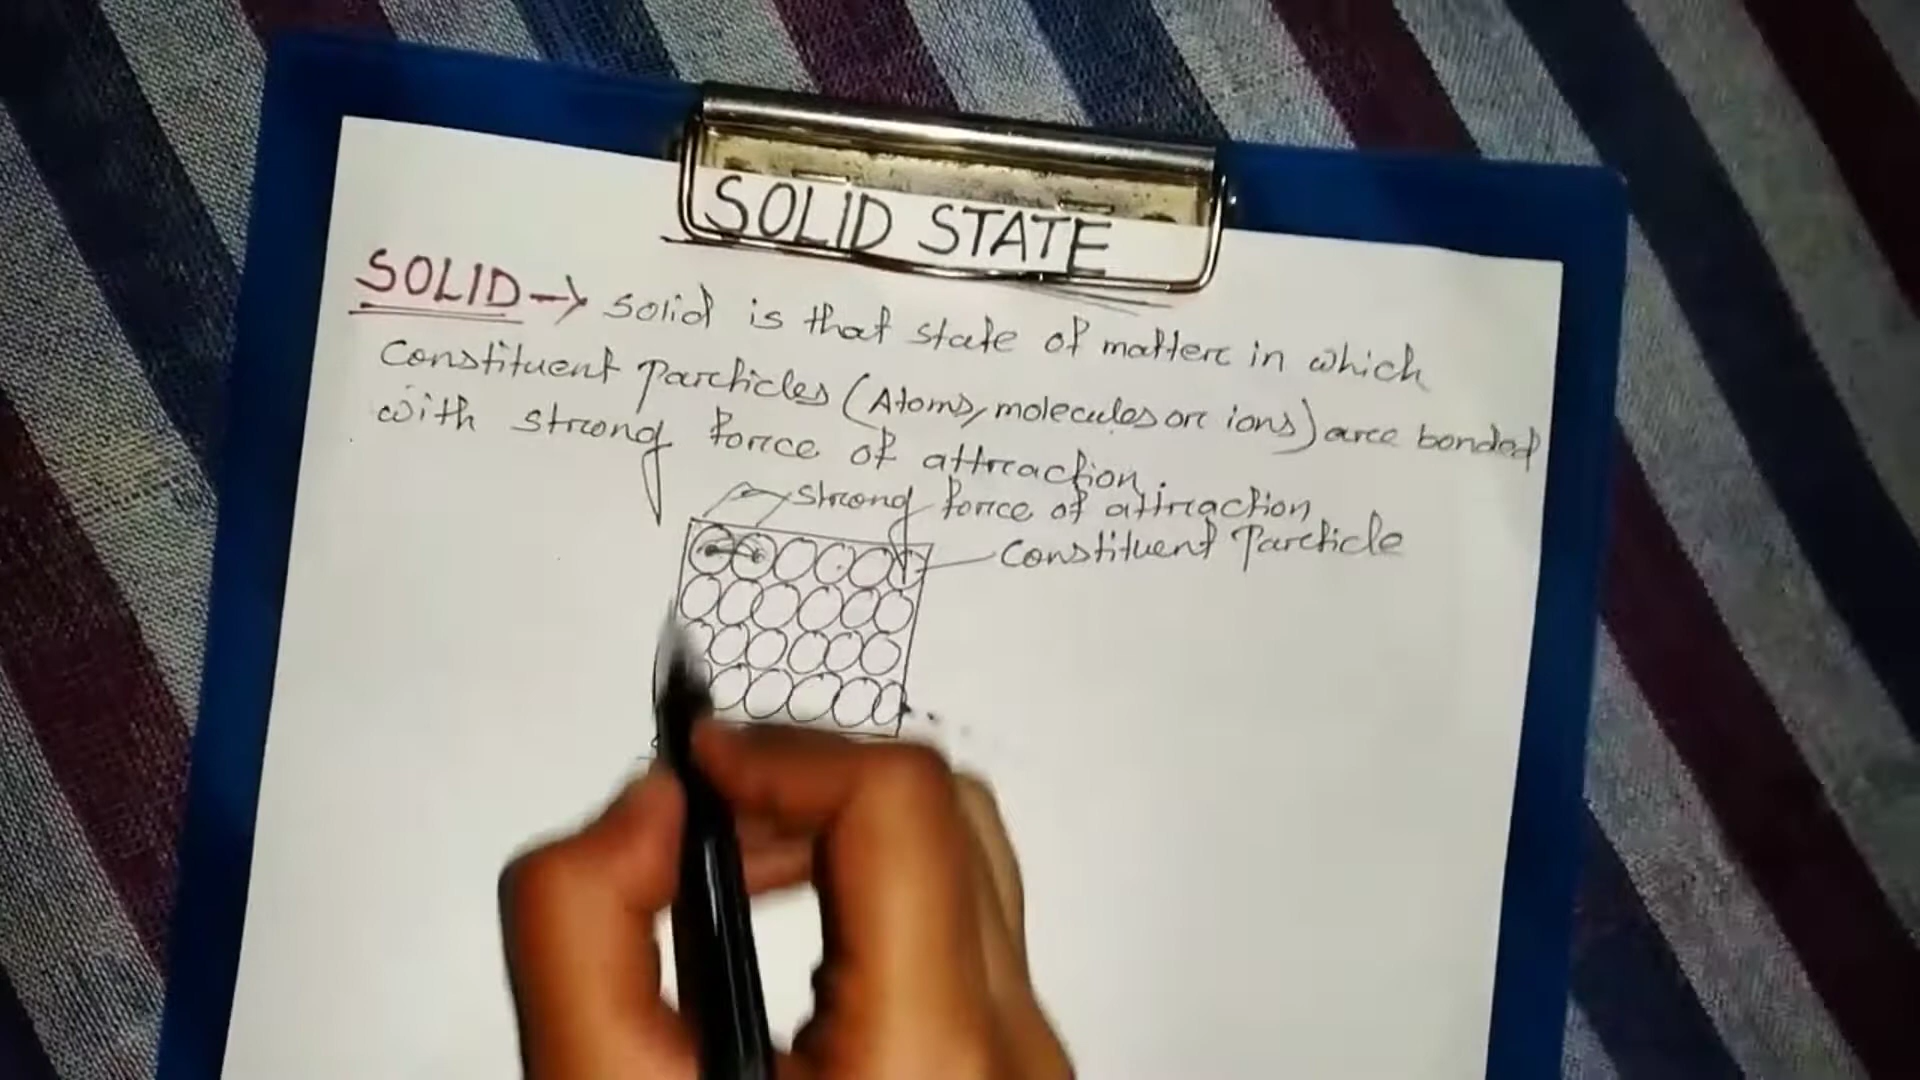 SOLID STATE
SOLID → Solid is that state of matter in which
Constituent Particles (Atoms, molecules or ions) are bonded
with strong force of attraction.
Strong force of attraction
Constituent Particle